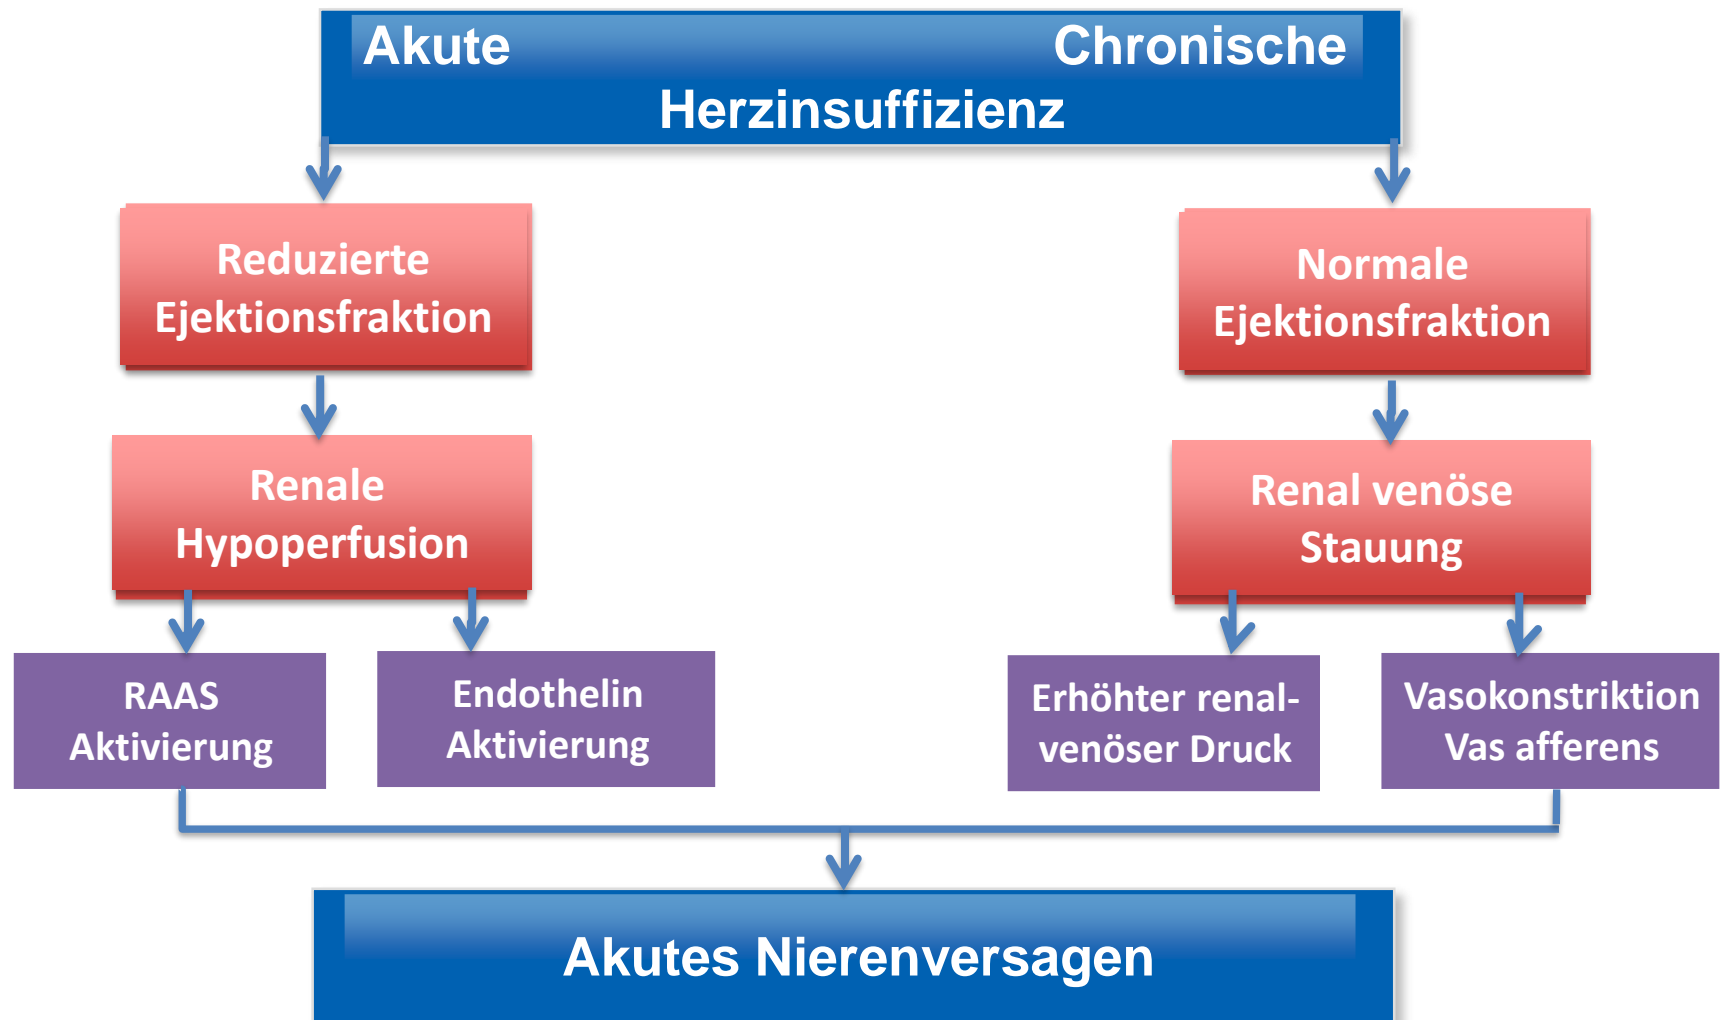 Akute Chronische
Herzinsuffizienz
Reduzierte
Ejektionsfraktion
Normale
Ejektionsfraktion
Renale
Hypoperfusion
Renal venöse
Stauung
RAAS
Aktivierung
Endothelin
Aktivierung
Erhöhter renal-
venöser Druck
Vasokonstriktion
Vas afferens
Akutes Nierenversagen